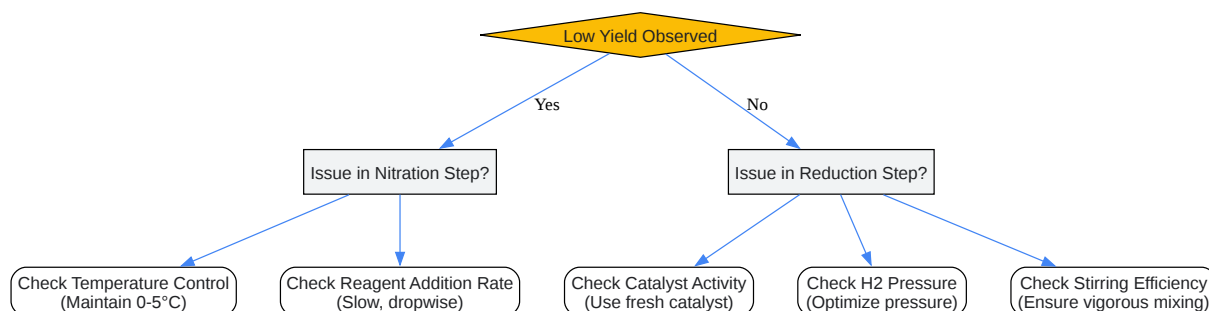 Low Yield Observed
Yes
No
Issue in Nitration Step?
Issue in Reduction Step?
Check Temperature Control
(Maintain 0-5°C)
Check Reagent Addition Rate
(Slow, dropwise)
Check Catalyst Activity
(Use fresh catalyst)
Check H2 Pressure
(Optimize pressure)
Check Stirring Efficiency
(Ensure vigorous mixing)